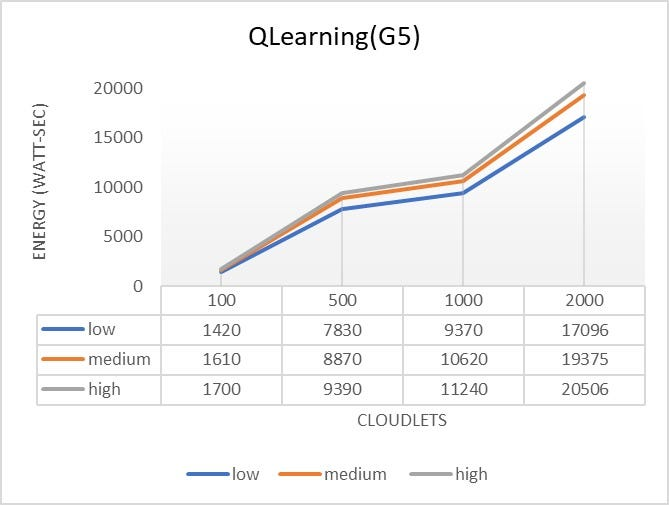 QLearning(G5)
ENERGY (WATT-SEC)
20000
15000
10000
5000
0
100 500 1000 2000
low 1420 7830 9370 17096
medium 1610 8870 10620 19375
high 1700 9390 11240 20506
CLOUDLETS
low medium high